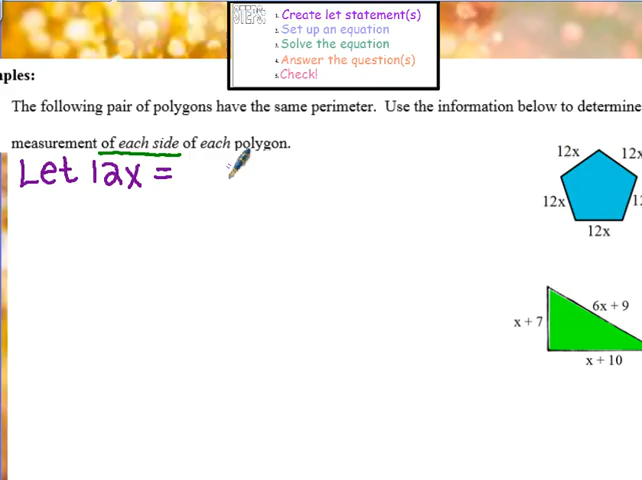 STEPS:
1. Create let statement(s)
2. Set up an equation
3. Solve the equation
4. Answer the question(s)
5. Check!
mples:
The following pair of polygons have the same perimeter. Use the information below to determine
measurement of each side of each polygon.
Let 12x =
12x 12x
12x 12
12x
6x + 9
x + 7
x + 10